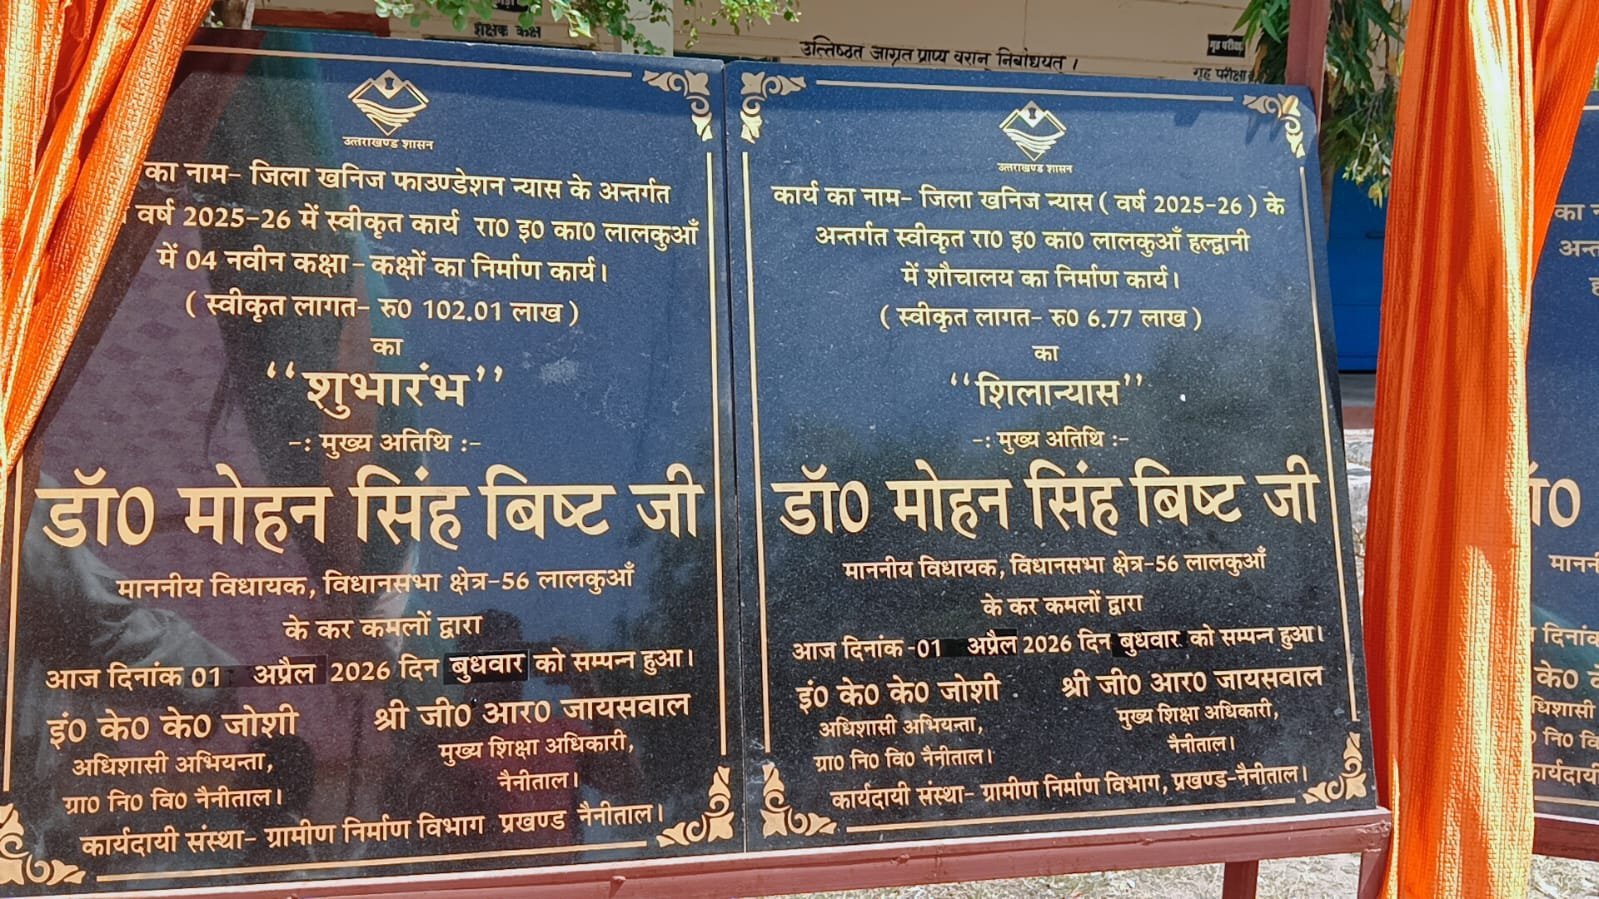 शिक्षक कक्ष
उत्तिष्ठत जाग्रत प्राप्य वरान् निबोधयत् ।
गृह परीक्षा
उत्तराखण्ड शासन
का नाम- जिला खनिज फाउण्डेशन न्यास के अन्तर्गत
वर्ष 2025-26 में स्वीकृत कार्य रा0 इ0 का0 लालकुआँ
में 04 नवीन कक्षा-कक्षों का निर्माण कार्य।
( स्वीकृत लागत- रु0 102.01 लाख )
का
“शुभारंभ”
-: मुख्य अतिथि :-
डॉ0 मोहन सिंह बिष्ट जी
माननीय विधायक, विधानसभा क्षेत्र-56 लालकुआँ
के कर कमलों द्वारा
आज दिनांक 01 अप्रैल 2026 दिन बुधवार को सम्पन्न हुआ।
इं0 के0 के0 जोशी
अधिशासी अभियन्ता,
ग्रा0 नि0 वि0 नैनीताल।
श्री जी0 आर0 जायसवाल
मुख्य शिक्षा अधिकारी,
नैनीताल।
कार्यदायी संस्था- ग्रामीण निर्माण विभाग प्रखण्ड नैनीताल।
उत्तराखण्ड शासन
कार्य का नाम- जिला खनिज न्यास ( वर्ष 2025-26 ) के
अन्तर्गत स्वीकृत रा0 इ0 का0 लालकुआँ हल्द्वानी
में शौचालय का निर्माण कार्य।
( स्वीकृत लागत- रु0 6.77 लाख )
का
“शिलान्यास”
-: मुख्य अतिथि :-
डॉ0 मोहन सिंह बिष्ट जी
माननीय विधायक, विधानसभा क्षेत्र-56 लालकुआँ
के कर कमलों द्वारा
आज दिनांक -01 अप्रैल 2026 दिन बुधवार को सम्पन्न हुआ।
इं0 के0 के0 जोशी
अधिशासी अभियन्ता,
ग्रा0 नि0 वि0 नैनीताल।
श्री जी0 आर0 जायसवाल
मुख्य शिक्षा अधिकारी,
नैनीताल।
कार्यदायी संस्था- ग्रामीण निर्माण विभाग, प्रखण्ड-नैनीताल।